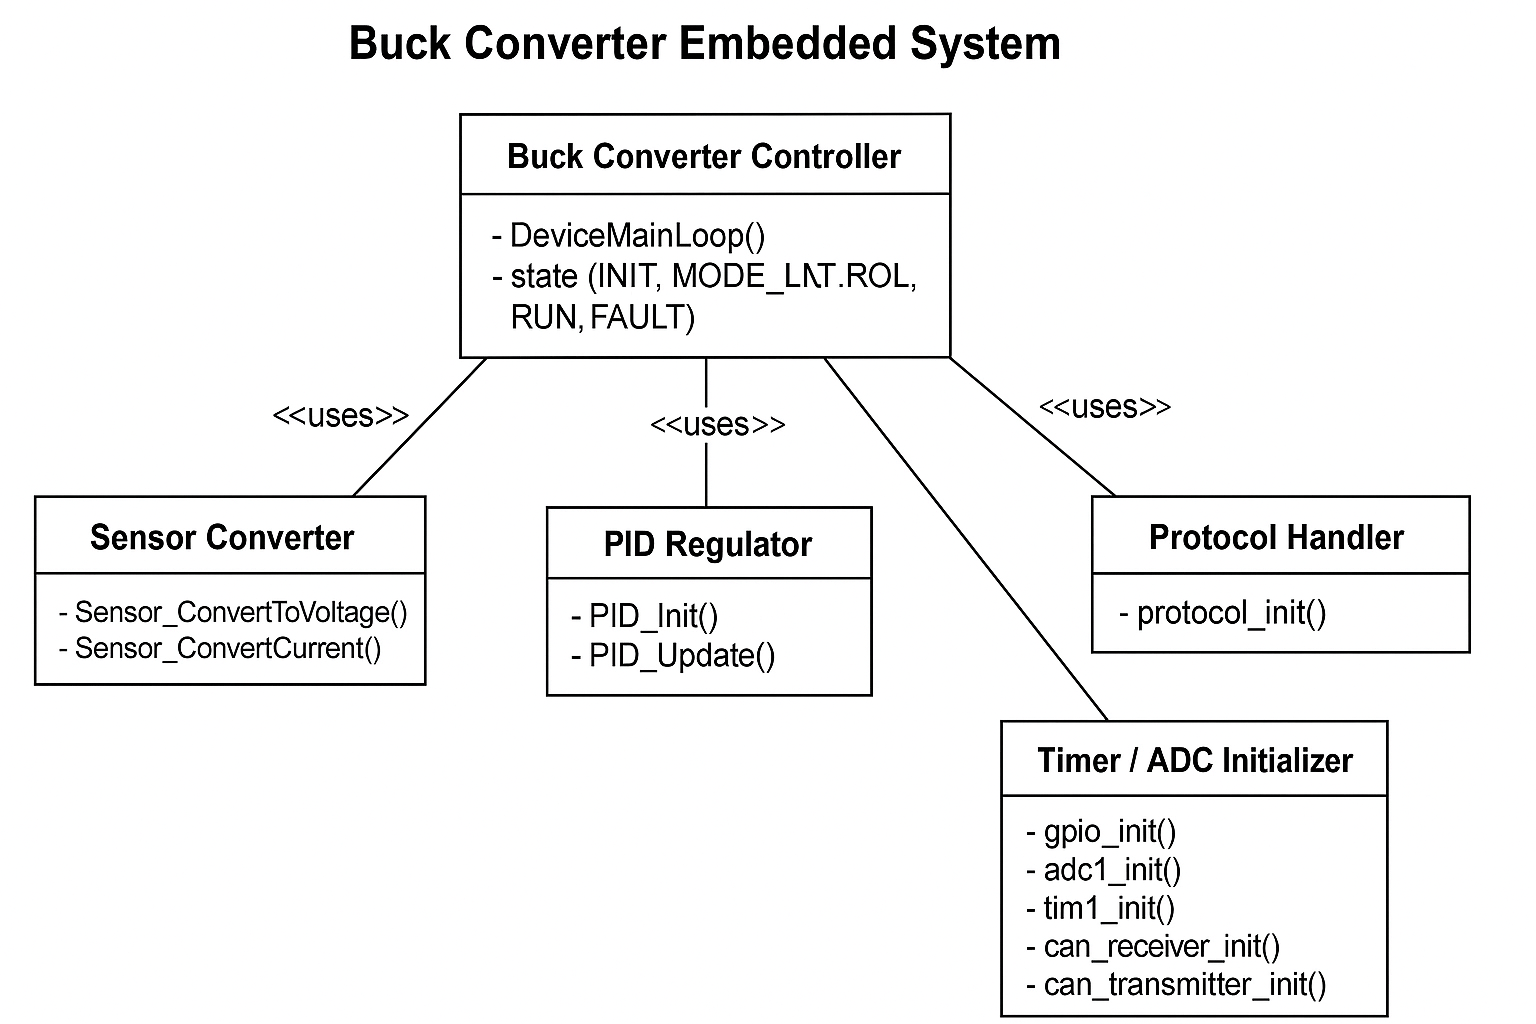 Buck Converter Embedded System
Buck Converter Controller
- DeviceMainLoop()
- state (INIT,
RUN, FAULT)
<<uses>>
<<uses>>
<<uses>>
Sensor Converter
- Sensor_ConvertToVoltage()
- Sensor_ConvertCurrent()
PID Regulator
- PID_Init()
- PID_Update()
Protocol Handler
- protocol_init()
Timer / ADC Initializer
- gpio_init()
- adc1_init()
- tim1_init()
- can_receiver_init()
- can_transmitter_init()